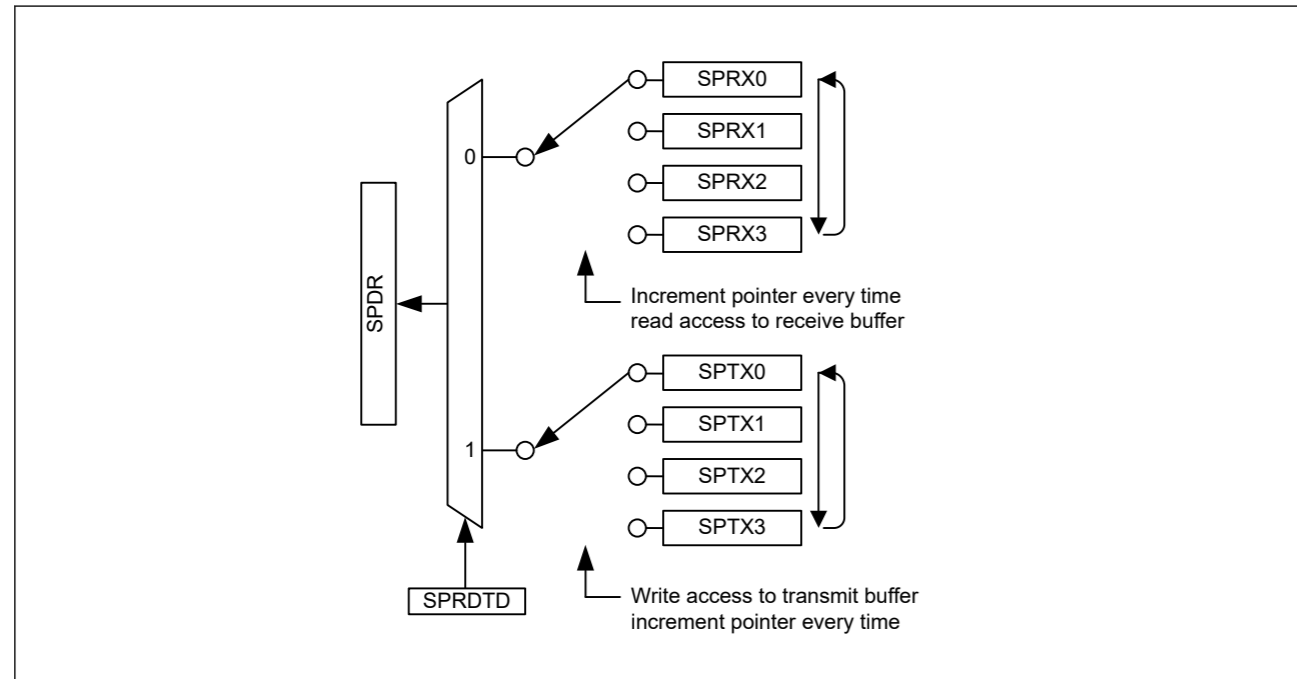 SPRX0
SPRX1
0
SPRX2
SPRX3
SPDR
Increment pointer every time
read access to receive buffer
SPTX0
SPTX1
1
SPTX2
SPTX3
SPRDTD
Write access to transmit buffer
increment pointer every time